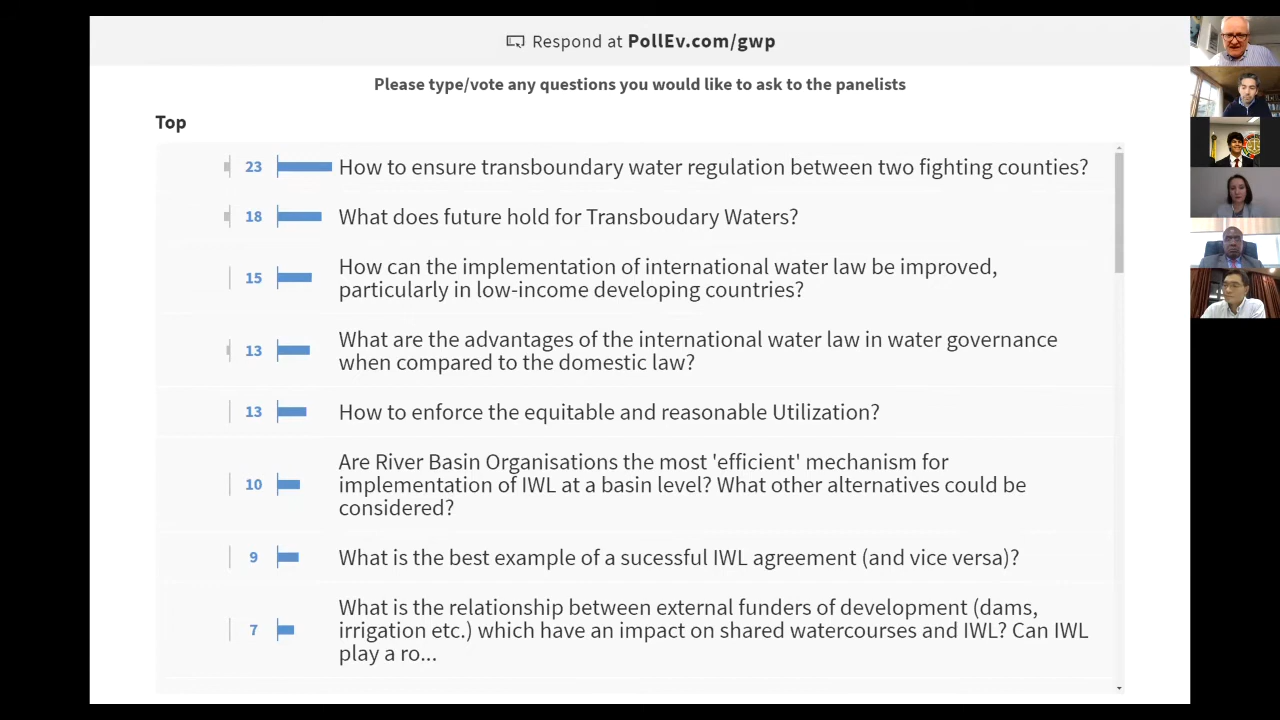 Respond at PollEv.com/gwp
Please type/vote any questions you would like to ask to the panelists
Top
23 How to ensure transboundary water regulation between two fighting counties?
18 What does future hold for Transboudary Waters?
How can the implementation of international water law be improved,
15 particularly in low-income developing countries?
What are the advantages of the international water law in water governance
13 when compared to the domestic law?
13 How to enforce the equitable and reasonable Utilization?
Are River Basin Organisations the most 'efficient' mechanism for
10 implementation of IWL at a basin level? What other alternatives could be
considered?
9 What is the best example of a sucessful IWL agreement (and vice versa)?
What is the relationship between external funders of development (dams,
7 irrigation etc.) which have an impact on shared watercourses and IWL? Can IWL
play a ro...